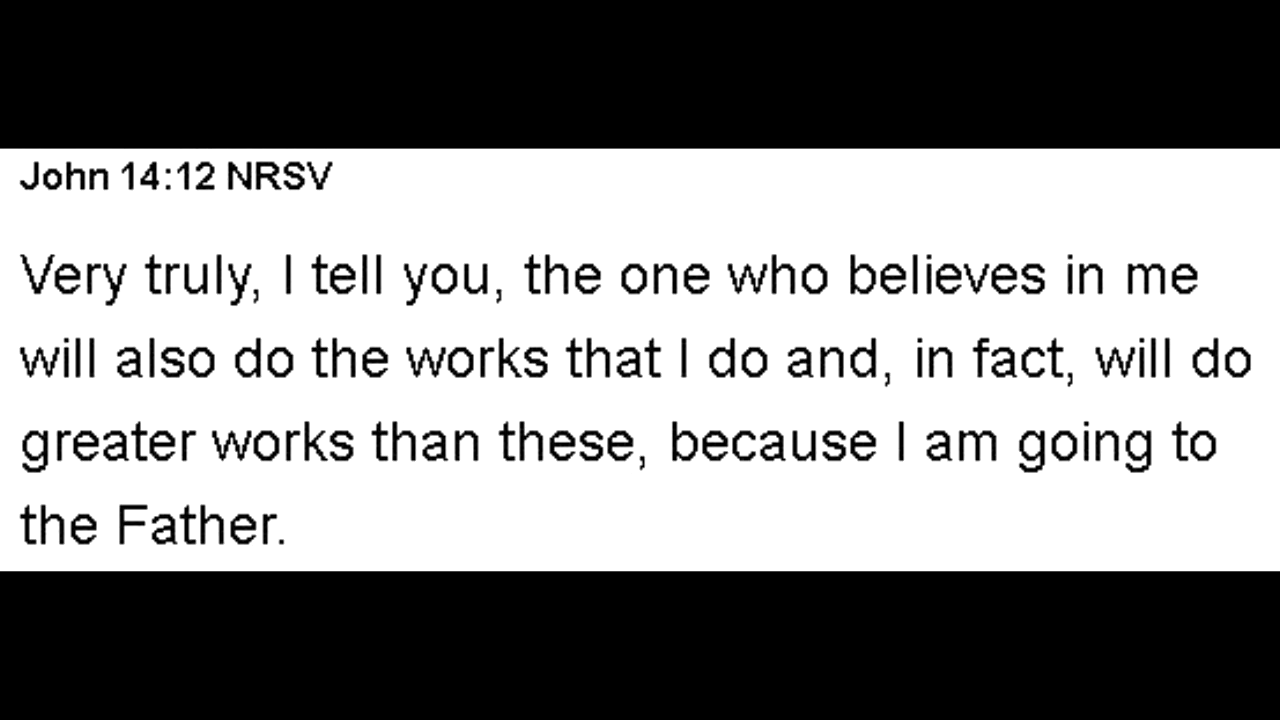 John 14:12 NRSV
Very truly, I tell you, the one who believes in me
will also do the works that I do and, in fact, will do
greater works than these, because I am going to
the Father.